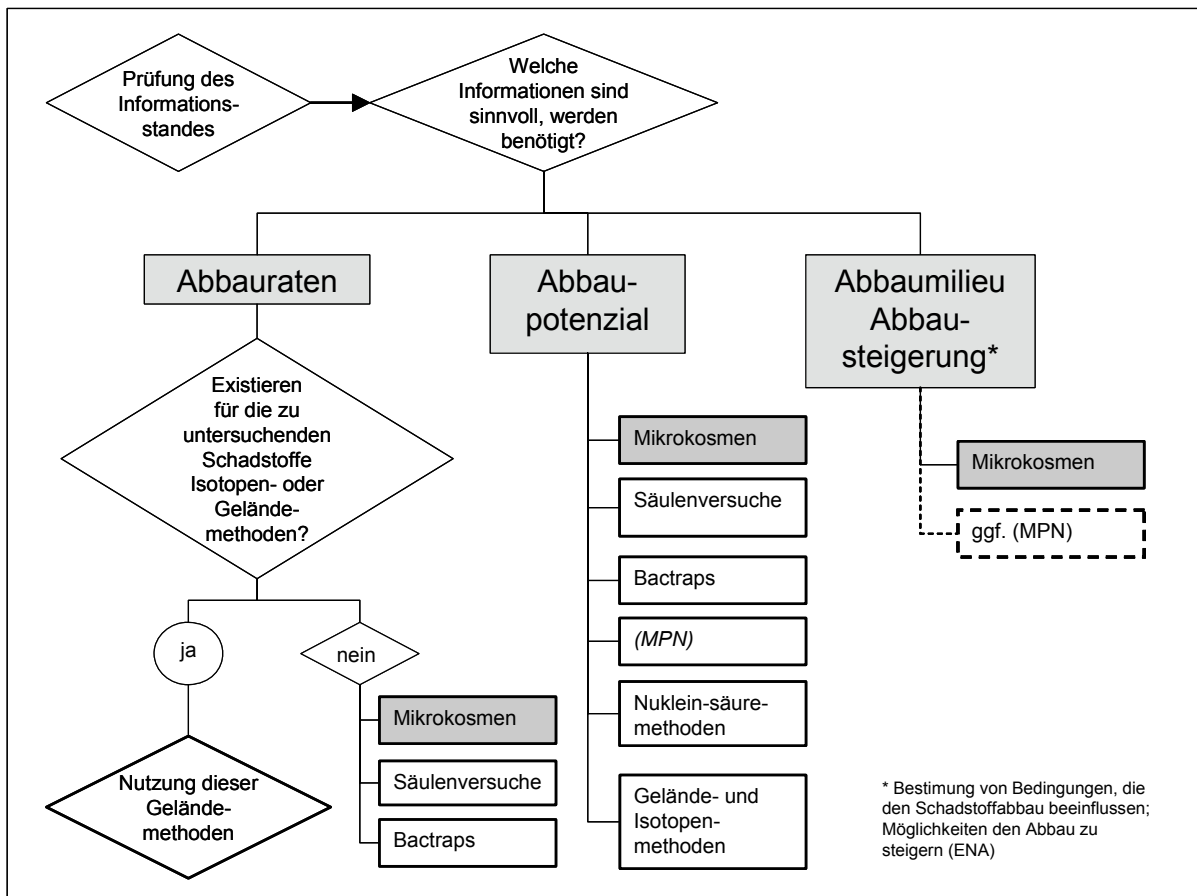 Prüfung des
Informations-
standes
Welche
Informationen sind
sinnvoll, werden
benötigt?
Abbauraten
Abbau-
potenzial
Abbaumilieu
Abbau-
steigerung*
Existieren
für die zu
untersuchenden
Schadstoffe
Isotopen- oder
Gelände-
methoden?
ja
nein
Nutzung dieser
Gelände-
methoden
Mikrokosmen
Säulenversuche
Bactraps
Mikrokosmen
Säulenversuche
Bactraps
(MPN)
Nuklein-säure-
methoden
Gelände- und
Isotopen-
methoden
Mikrokosmen
ggf. (MPN)
* Bestimung von Bedingungen, die
den Schadstoffabbau beeinflussen;
Möglichkeiten den Abbau zu
steigern (ENA)